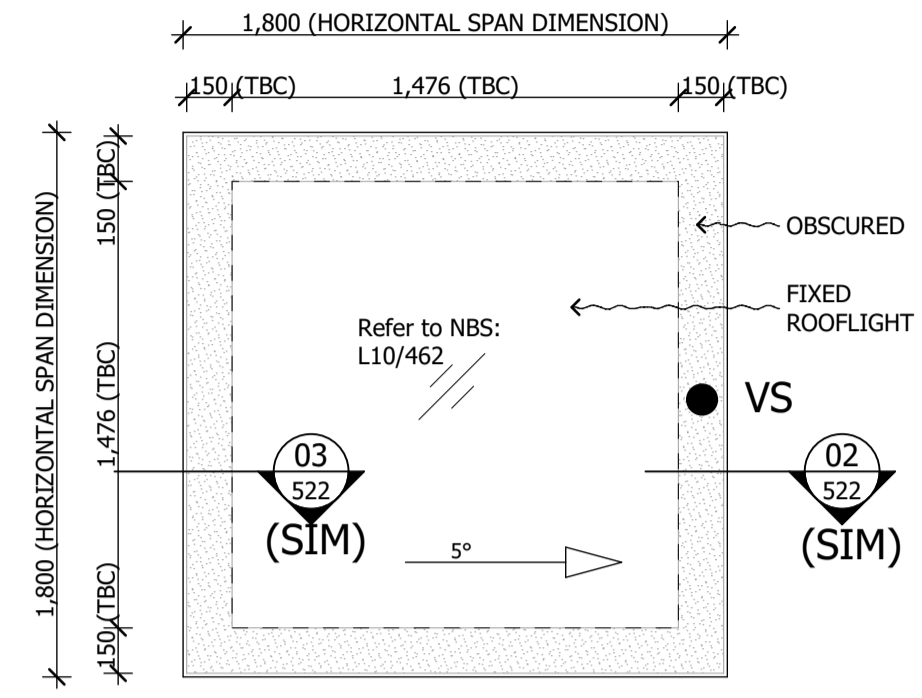 1,800 (HORIZONTAL SPAN DIMENSION)
150 (TBC)
1,476 (TBC)
150 (TBC)
1,800 (HORIZONTAL SPAN DIMENSION)
150 (TBC)
1,476 (TBC)
150 (TBC)
OBSCURED
FIXED
ROOFLIGHT
Refer to NBS:
L10/462
VS
03
522
(SIM)
02
522
(SIM)
5°